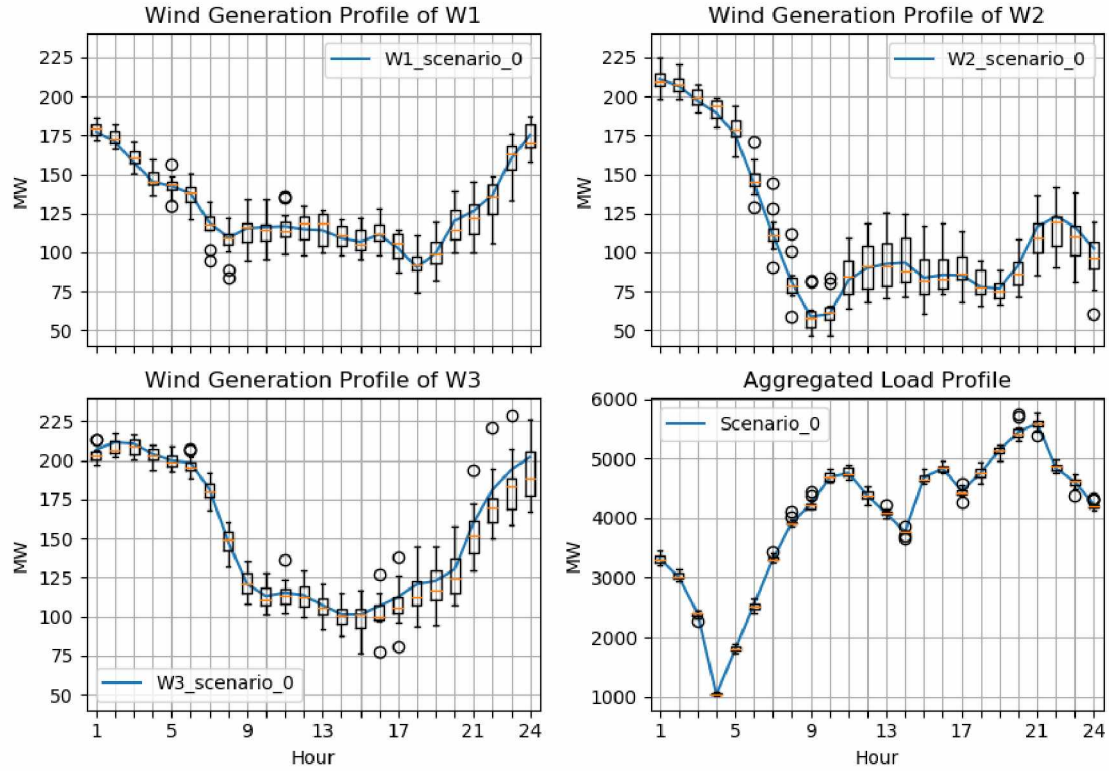 Wind Generation Profile of W1
W1_scenario_0
225
200
175
150
125
100
75
50
MW
Wind Generation Profile of W2
W2_scenario_0
225
200
175
150
125
100
75
50
MW
Wind Generation Profile of W3
W3_scenario_0
225
200
175
150
125
100
75
50
MW
1 5 9 13 17 21 24
Hour
Aggregated Load Profile
Scenario_0
6000
5000
4000
3000
2000
1000
MW
1 5 9 13 17 21 24
Hour